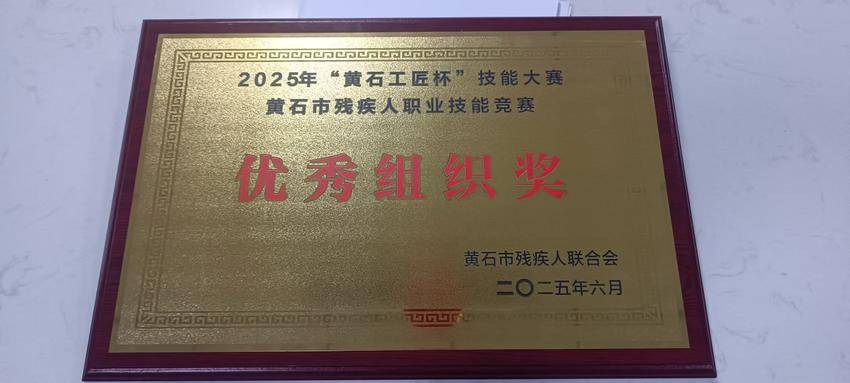 2025年“黄石工匠杯”技能大赛
黄石市残疾人职业技能竞赛
优秀组织奖
黄石市残疾人联合会
二〇二五年六月